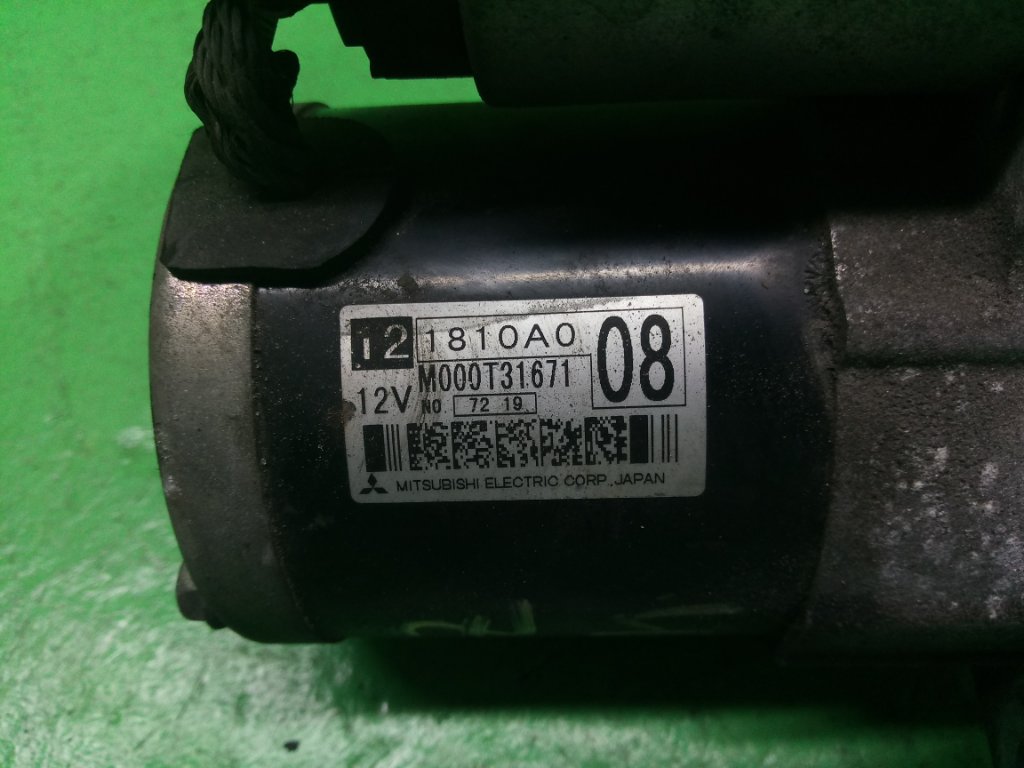 12 1810A0 08
M000T31671
12V NO 72 19
MITSUBISHI ELECTRIC CORP., JAPAN